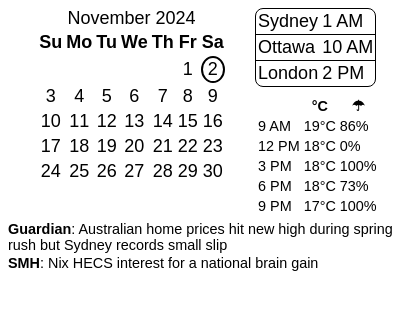 November 2024
Su Mo Tu We Th Fr Sa
1 2
3 4 5 6 7 8 9
10 11 12 13 14 15 16
17 18 19 20 21 22 23
24 25 26 27 28 29 30
Sydney 1 AM
Ottawa 10 AM
London 2 PM
°C ☂
9 AM 19°C 86%
12 PM 18°C 0%
3 PM 18°C 100%
6 PM 18°C 73%
9 PM 17°C 100%
Guardian: Australian home prices hit new high during spring
rush but Sydney records small slip
SMH: Nix HECS interest for a national brain gain